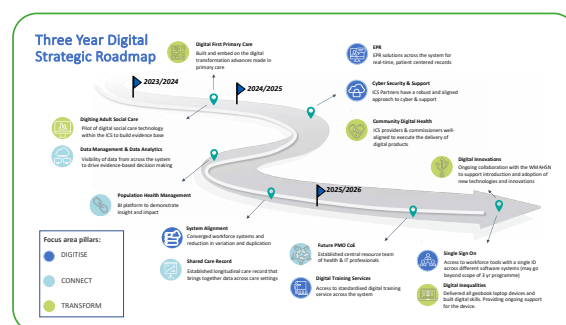 Three Year Digital
Strategic Roadmap
Digital First Primary Care
Built and embed on the digital
transformation advances made in
primary care
EPR
EPR solutions across the system for
real-time, patient centered records
2023/2024
2024/2025
Cyber Security & Support
ICS Partners have a robust and aligned
approach to cyber & support
Digiting Adult Social Care
Pilot of digital social care technology
within the ICS to build evidence base
Community Digital Health
ICS providers & commissioners well-
aligned to execute the delivery of
digital products
Data Management & Data Analytics
Visibility of data from across the system
to drive evidence-based decision making
Digital Innovations
Ongoing collaboration with the WMAHSN
to support introduction and adoption of
new technologies and innovations
Population Health Management
BI platform to demonstrate
insight and impact
2025/2026
System Alignment
Converged workforce systems and
reduction in variation and duplication
Focus area pillars:
DIGITISE
CONNECT
TRANSFORM
Shared Care Record
Established longitudinal care record that
brings together data across care settings
Future PMO CoE
Established central resource team
of health & IT professionals
Digital Training Services
Access to standardised digital training
service across the system
Single Sign On
Access to workforce tools with a single ID
across different software systems (may go
beyond scope of 3 yr programme)
Digital Inequalities
Delivered all geobook laptop devices
and built digital skills. Providing ongoing support
for the device.